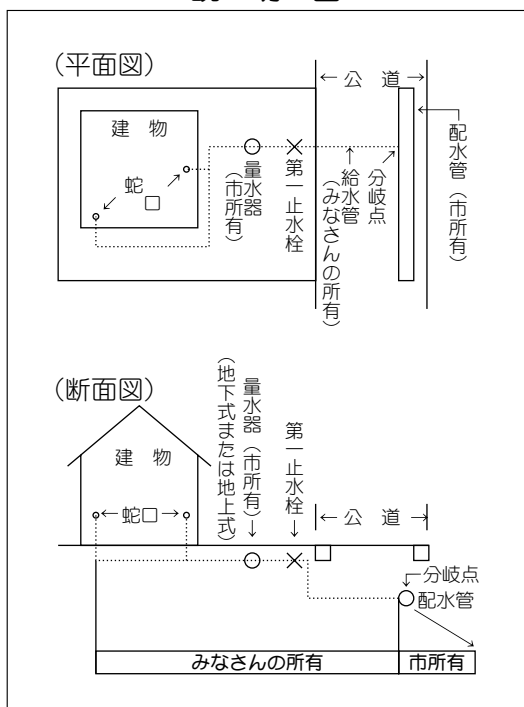 (平面図)
←公道→
建物
蛇口
量水器
(市所有)
第一止水栓
給水管
(みなさんの所有)
分岐点
配水管(市所有)
(断面図)
建物
←蛇口→
量水器(市所有)
(地下式または地上式)
第一止水栓
←公道→
分岐点
配水管
みなさんの所有
市所有